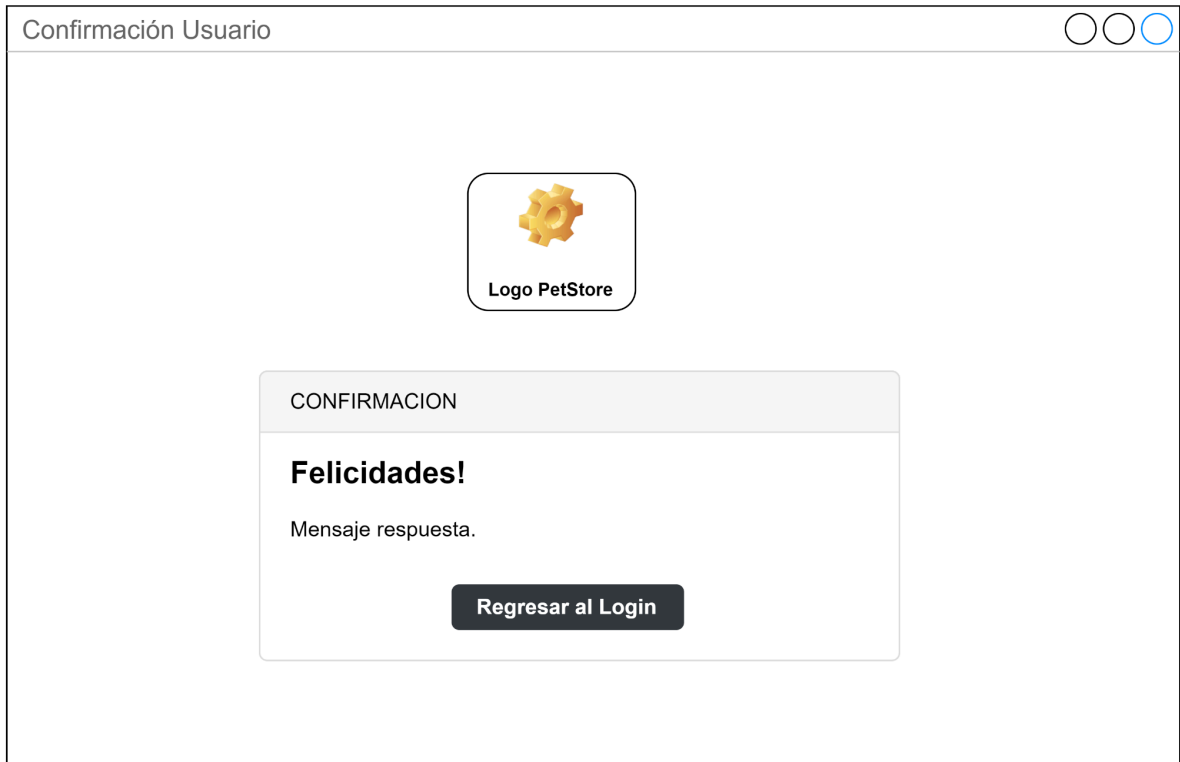 Confirmación Usuario
Logo PetStore
CONFIRMACION
Felicidades!
Mensaje respuesta.
Regresar al Login